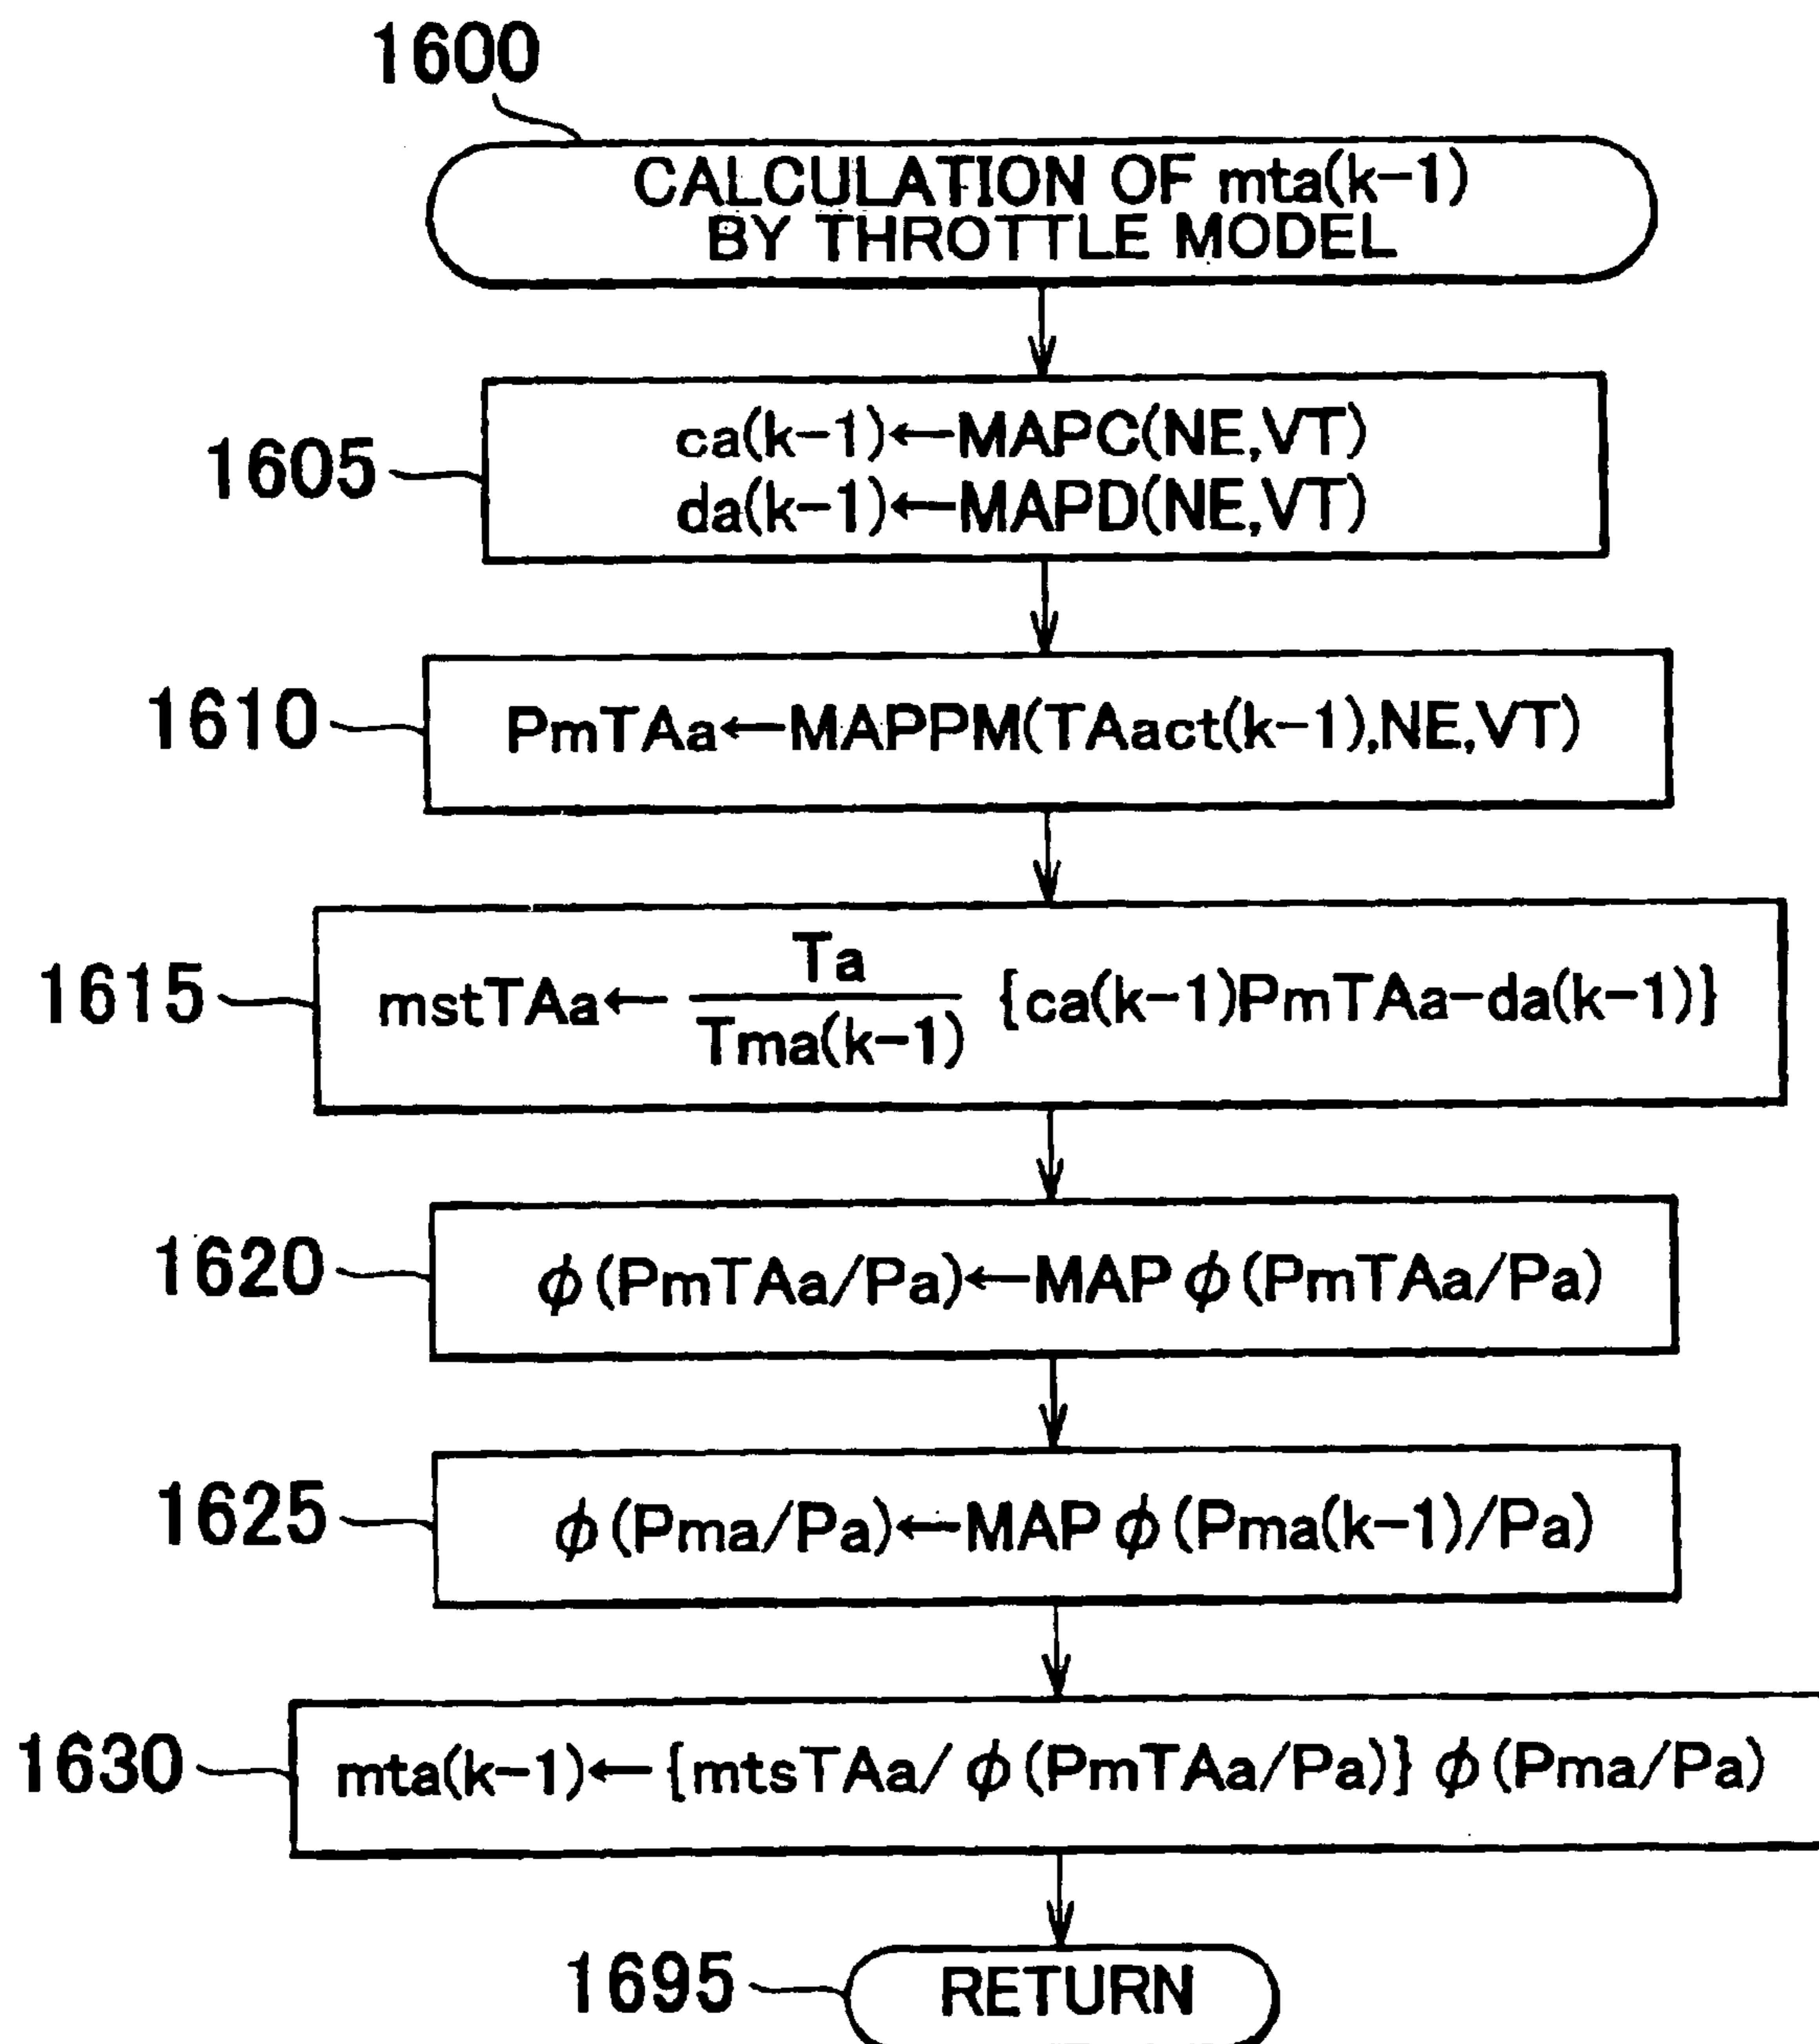 1600
CALCULATION OF mta(k-1)
BY THROTTLE MODEL
1605
ca(k-1)←MAPC(NE,VT)
da(k-1)←MAPD(NE,VT)
1610
PmTAa←MAPPM(TAact(k-1),NE,VT)
1615
mstTAa← Ta/Tma(k-1) {ca(k-1)PmTAa-da(k-1)}
1620
ϕ(PmTAa/Pa)←MAPϕ(PmTAa/Pa)
1625
ϕ(Pma/Pa)←MAPϕ(Pma(k-1)/Pa)
1630
mta(k-1)←{mtsTAa/ϕ(PmTAa/Pa)}ϕ(Pma/Pa)
1695
RETURN